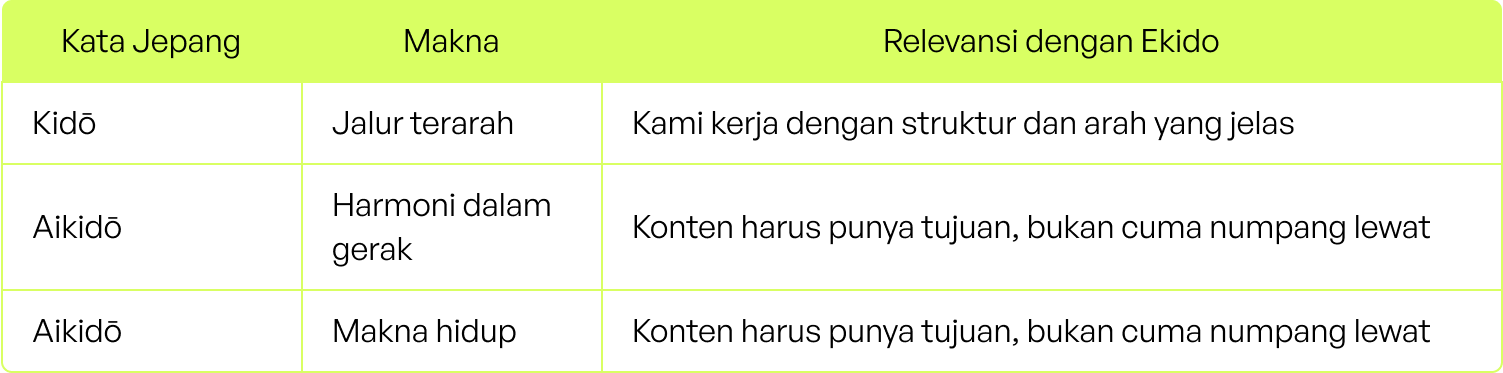 Kata Jepang Makna Relevansi dengan Ekido
Kidō Jalur terarah Kami kerja dengan struktur dan arah yang jelas
Aikidō Harmoni dalam gerak Konten harus punya tujuan, bukan cuma numpang lewat
Aikidō Makna hidup Konten harus punya tujuan, bukan cuma numpang lewat